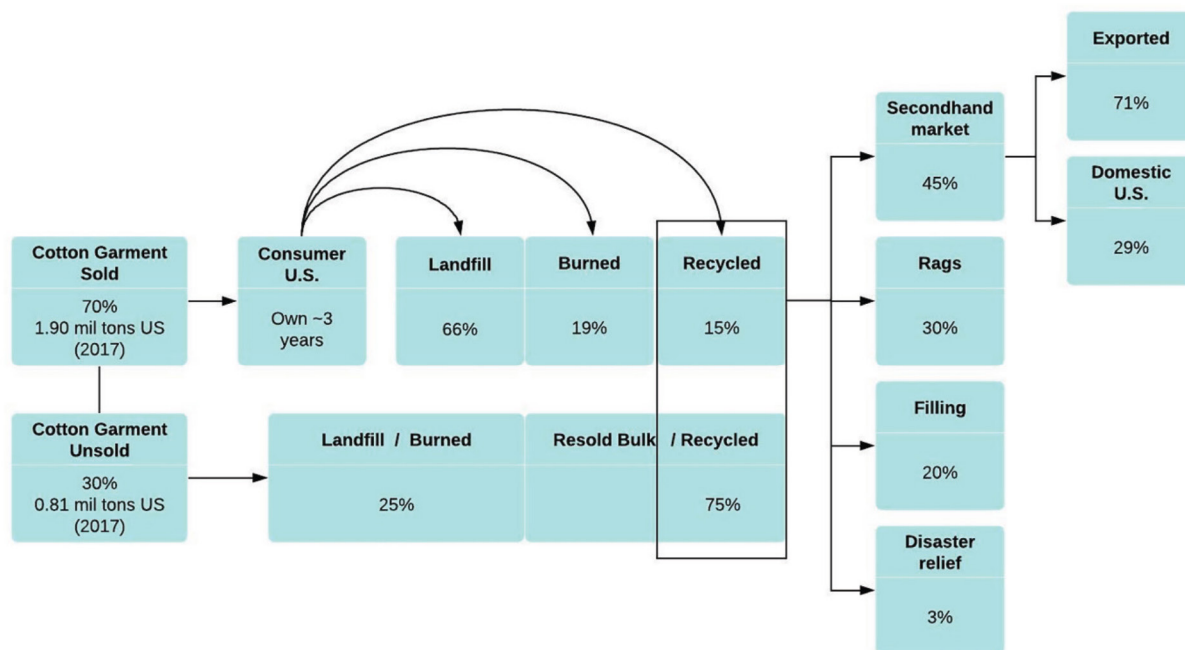 Exported
71%
Secondhand
market
45%
Domestic
U.S.
29%
Cotton Garment
Sold
70%
1.90 mil tons US
(2017)
Consumer
U.S.
Own ~3
years
Landfill
66%
Burned
19%
Recycled
15%
Rags
30%
Cotton Garment
Unsold
30%
0.81 mil tons US
(2017)
Landfill / Burned
25%
Resold Bulk / Recycled
75%
Filling
20%
Disaster
relief
3%